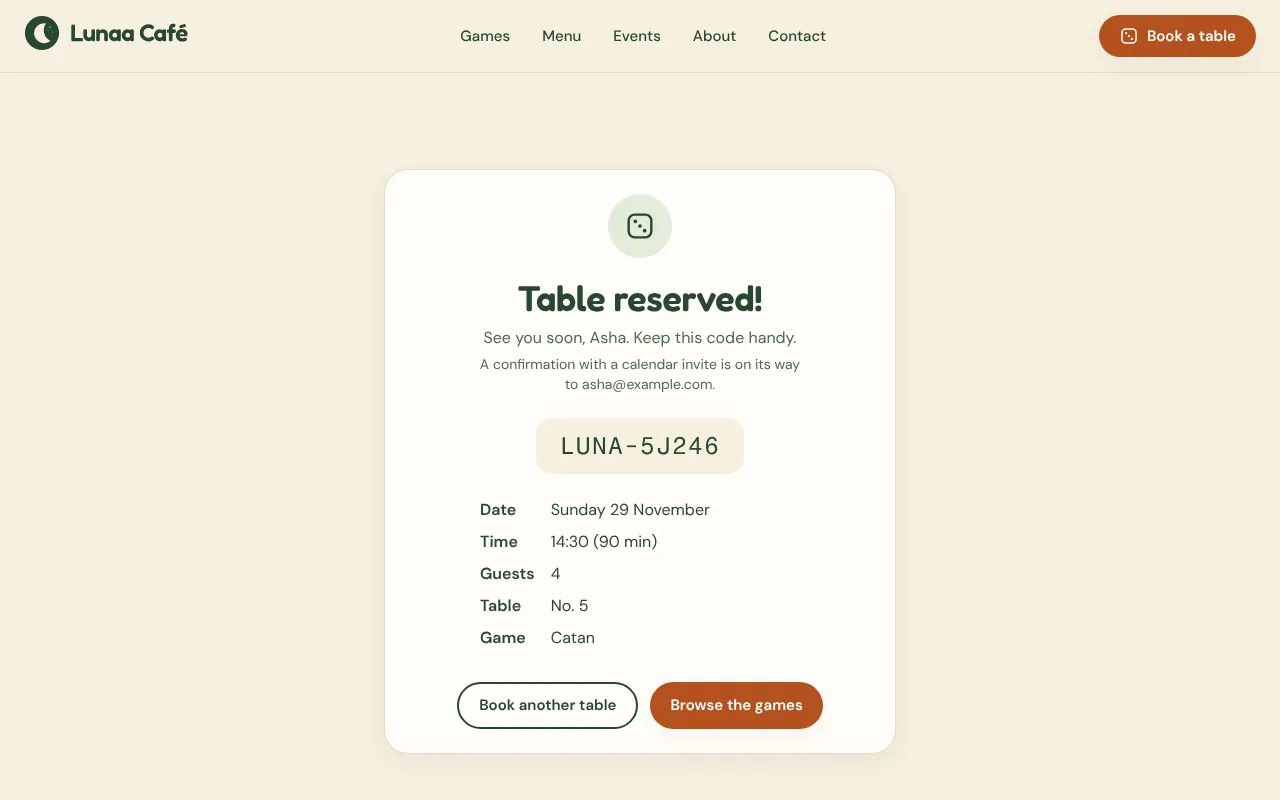 Lunaa Café
Games Menu Events About Contact
Book a table
Table reserved!
See you soon, Asha. Keep this code handy.
A confirmation with a calendar invite is on its way
to asha@example.com.
LUNA-5J246
Date Sunday 29 November
Time 14:30 (90 min)
Guests 4
Table No. 5
Game Catan
Book another table Browse the games